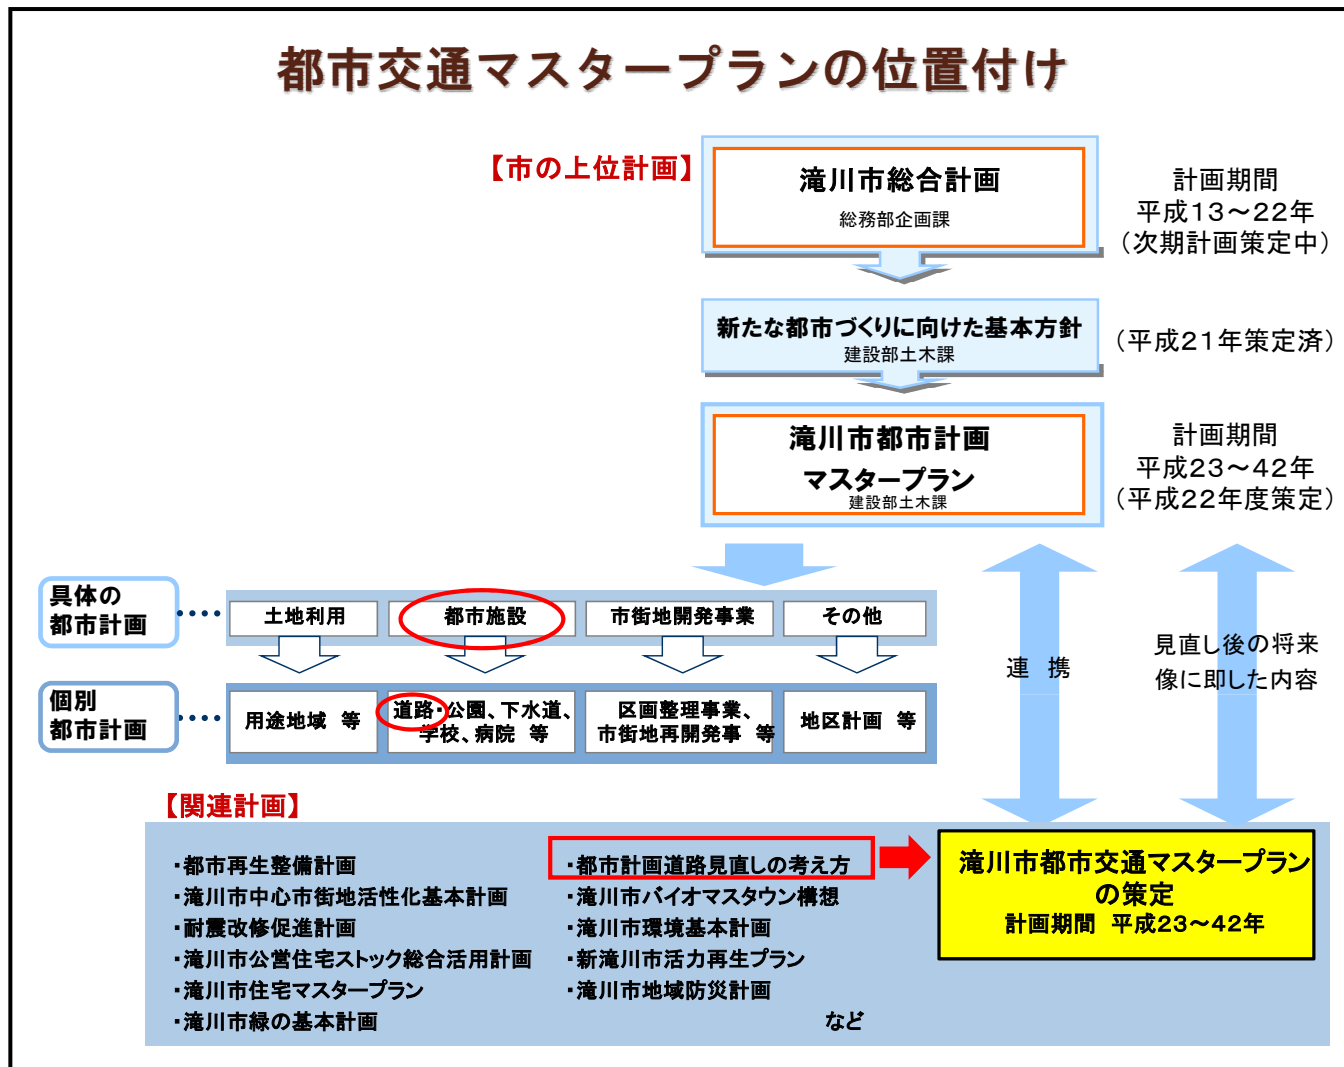 都市交通マスタープランの位置付け
【市の上位計画】
滝川市総合計画
総務部企画課
計画期間
平成13～22年
（次期計画策定中）
新たな都市づくりに向けた基本方針
建設部土木課
（平成21年策定済）
滝川市都市計画
マスタープラン
建設部土木課
計画期間
平成23～42年
（平成22年度策定）
具体の
都市計画
土地利用
都市施設
市街地開発事業
その他
連 携
見直し後の将来
像に即した内容
個別
都市計画
用途地域 等
道路・公園、下水道、
学校、病院 等
区画整理事業、
市街地再開発事 等
地区計画 等
【関連計画】
・都市再生整備計画
・滝川市中心市街地活性化基本計画
・耐震改修促進計画
・滝川市公営住宅ストック総合活用計画
・滝川市住宅マスタープラン
・滝川市緑の基本計画
・都市計画道路見直しの考え方
・滝川市バイオマスタウン構想
・滝川市環境基本計画
・新滝川市活力再生プラン
・滝川市地域防災計画
など
滝川市都市交通マスタープラン
の策定
計画期間 平成23～42年